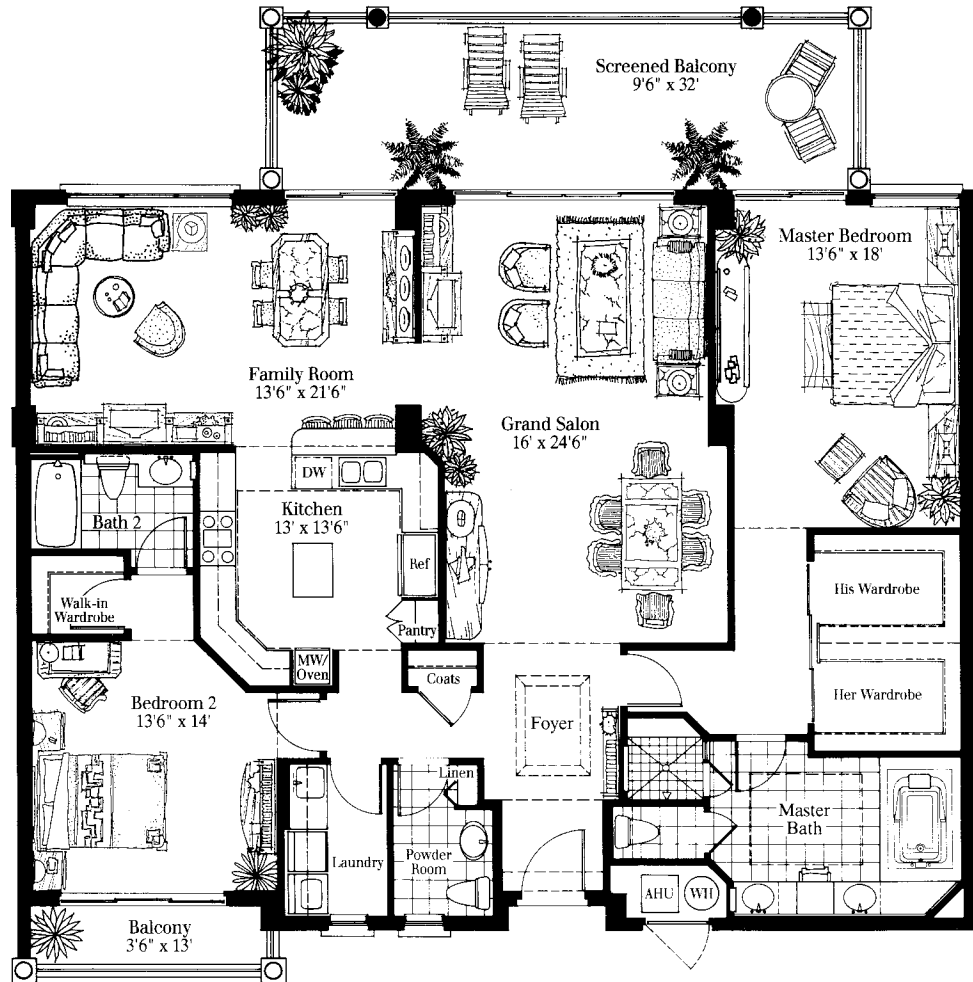 Screened Balcony
9'6" x 32'
Master Bedroom
13'6" x 18'
Family Room
13'6" x 21'6"
Grand Salon
16' x 24'6"
DW
Kitchen
13' x 13'6"
Bath 2
Ref
Walk-in
Wardrobe
His Wardrobe
Pantry
MW/
Oven
Coats
Her Wardrobe
Bedroom 2
13'6" x 14'
Foyer
Linen
Master
Bath
Laundry
Powder
Room
AHU
WH
Balcony
3'6" x 13'